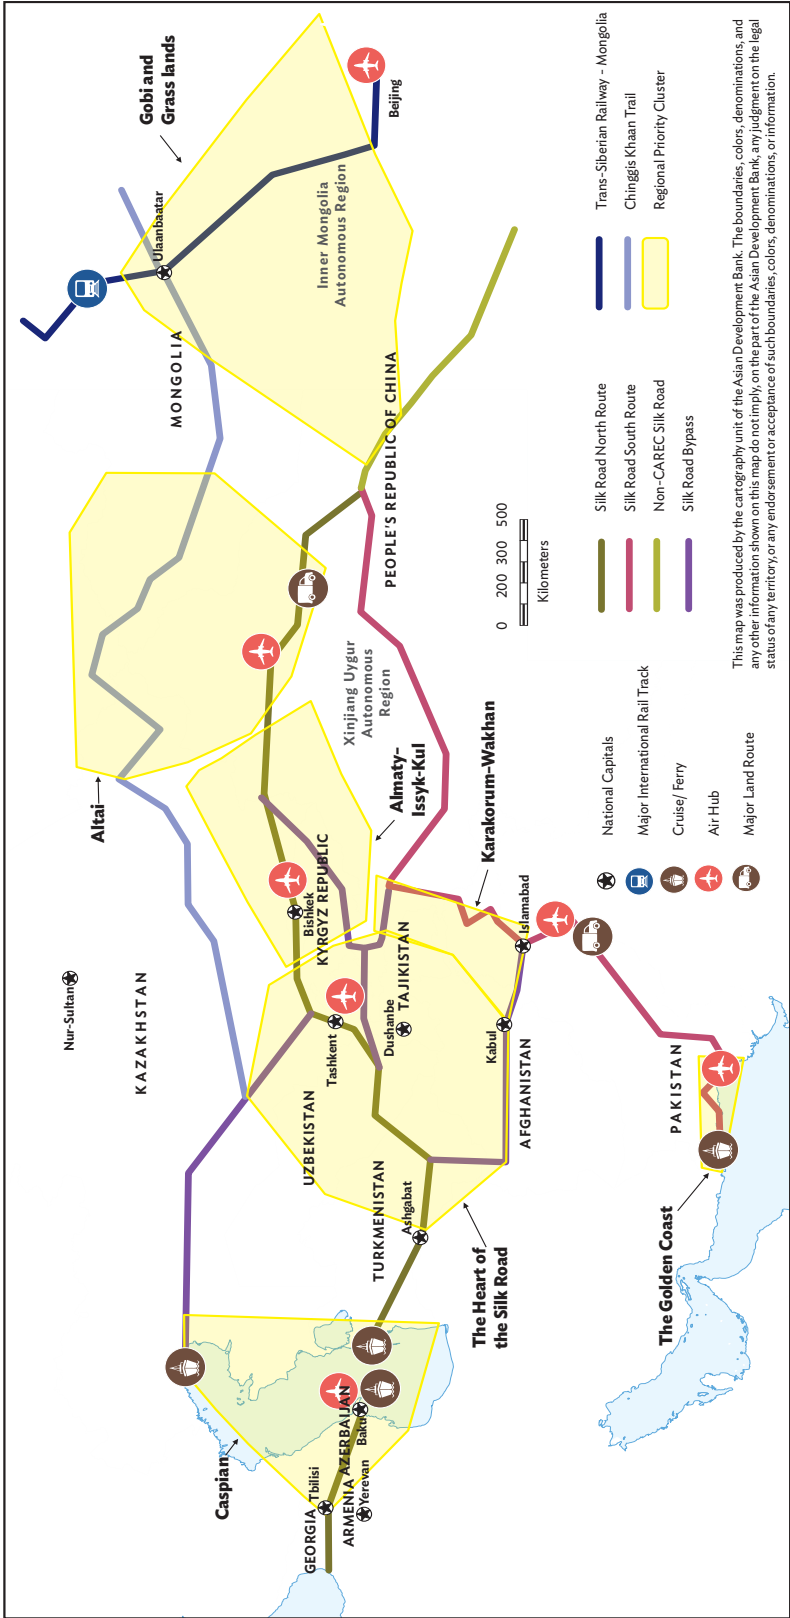 Gobi and
Grass lands
Beijing
Ulaanbaatar
Inner Mongolia
Autonomous Region
MONGOLIA
PEOPLE'S REPUBLIC OF CHINA
Altai
Xinjiang Uygur
Autonomous
Region
Almaty–
Issyk-Kul
Karakorum–Wakhan
Nur-Sultan
KAZAKHSTAN
Bishkek
KYRGYZ REPUBLIC
Tashkent
Dushanbe
TAJIKISTAN
Islamabad
Kabul
AFGHANISTAN
UZBEKISTAN
TURKMENISTAN
Ashgabat
The Heart of
the Silk Road
PAKISTAN
The Golden Coast
Caspian
GEORGIA
Tbilisi
ARMENIA
AZERBAIJAN
Yerevan
Baku
0 200 300 500
Kilometers
National Capitals
Major International Rail Track
Cruise/ Ferry
Air Hub
Major Land Route
Silk Road North Route
Silk Road South Route
Non-CAREC Silk Road
Silk Road Bypass
Trans-Siberian Railway – Mongolia
Chinggis Khaan Trail
Regional Priority Cluster
This map was produced by the cartography unit of the Asian Development Bank. The boundaries, colors, denominations, and
any other information shown on this map do not imply, on the part of the Asian Development Bank, any judgment on the legal
status of any territory, or any endorsement or acceptance of such boundaries, colors, denominations, or information.